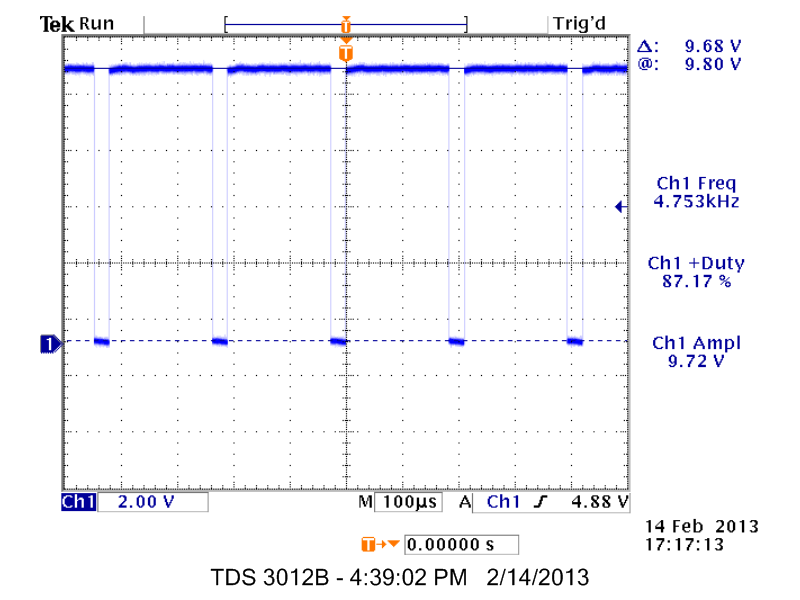 Tek Run Trig'd
T
T
Δ: 9.68 V
@: 9.80 V
Ch1 Freq
4.753kHz
Ch1 +Duty
87.17 %
1
Ch1 Ampl
9.72 V
Ch1 2.00 V M 100µs A Ch1 4.88 V
14 Feb 2013
17:17:13
T 0.00000 s
TDS 3012B - 4:39:02 PM 2/14/2013